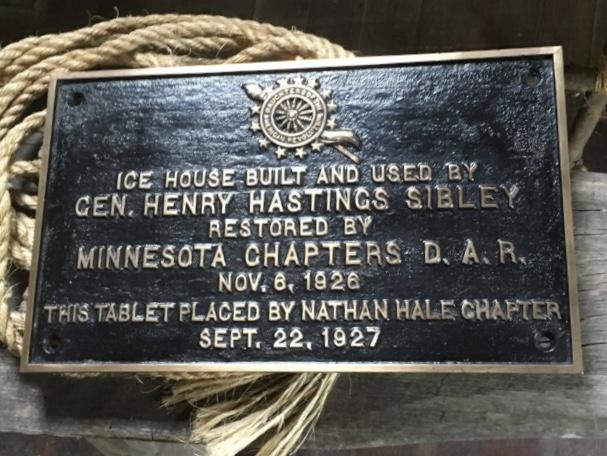 ICE HOUSE BUILT AND USED BY
GEN. HENRY HASTINGS SIBLEY
RESTORED BY
MINNESOTA CHAPTERS D. A. R.
NOV. 6, 1926
THIS TABLET PLACED BY NATHAN HALE CHAPTER
SEPT. 22, 1927